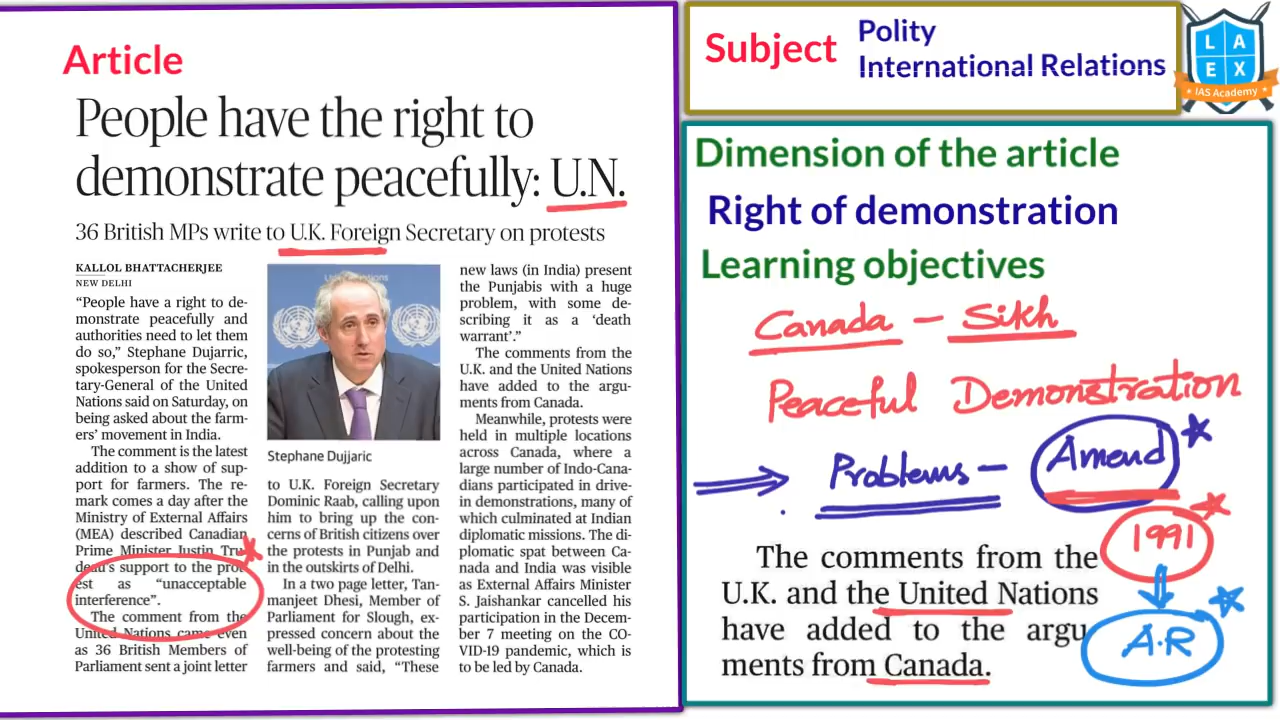 Article
People have the right to
demonstrate peacefully: U.N.
36 British MPs write to U.K. Foreign Secretary on protests
KALLOL BHATTACHERJEE
NEW DELHI
“People have a right to de-
monstrate peacefully and
authorities need to let them
do so,” Stephane Dujarric,
spokesperson for the Secre-
tary-General of the United
Nations said on Saturday, on
being asked about the farm-
ers’ movement in India.
The comment is the latest
addition to a show of sup-
port for farmers. The re-
mark comes a day after the
Ministry of External Affairs
(MEA) described Canadian
Prime Minister Justin Tru-
deau’s support to the prot-
est as “unacceptable
interference”.
The comment from the
United Nations came even
as 36 British Members of
Parliament sent a joint letter
United Nations
Stephane Dujjaric
to U.K. Foreign Secretary
Dominic Raab, calling upon
him to bring up the con-
cerns of British citizens over
the protests in Punjab and
in the outskirts of Delhi.
In a two page letter, Tan-
manjeet Dhesi, Member of
Parliament for Slough, ex-
pressed concern about the
well-being of the protesting
farmers and said, “These
new laws (in India) present
the Punjabis with a huge
problem, with some de-
scribing it as a ‘death
warrant’.”
The comments from the
U.K. and the United Nations
have added to the argu-
ments from Canada.
Meanwhile, protests were
held in multiple locations
across Canada, where a
large number of Indo-Cana-
dians participated in drive-
in demonstrations, many of
which culminated at Indian
diplomatic missions. The di-
plomatic spat between Ca-
nada and India was visible
as External Affairs Minister
S. Jaishankar cancelled his
participation in the Decem-
ber 7 meeting on the CO-
VID-19 pandemic, which is
to be led by Canada.
Subject
Polity
International Relations
L A
E X
IAS Academy
Dimension of the article
Right of demonstration
Learning objectives
Canada - Sikh
Peaceful Demonstration
Problems - Amend
1991
A.R
The comments from the
U.K. and the United Nations
have added to the argu
ments from Canada.